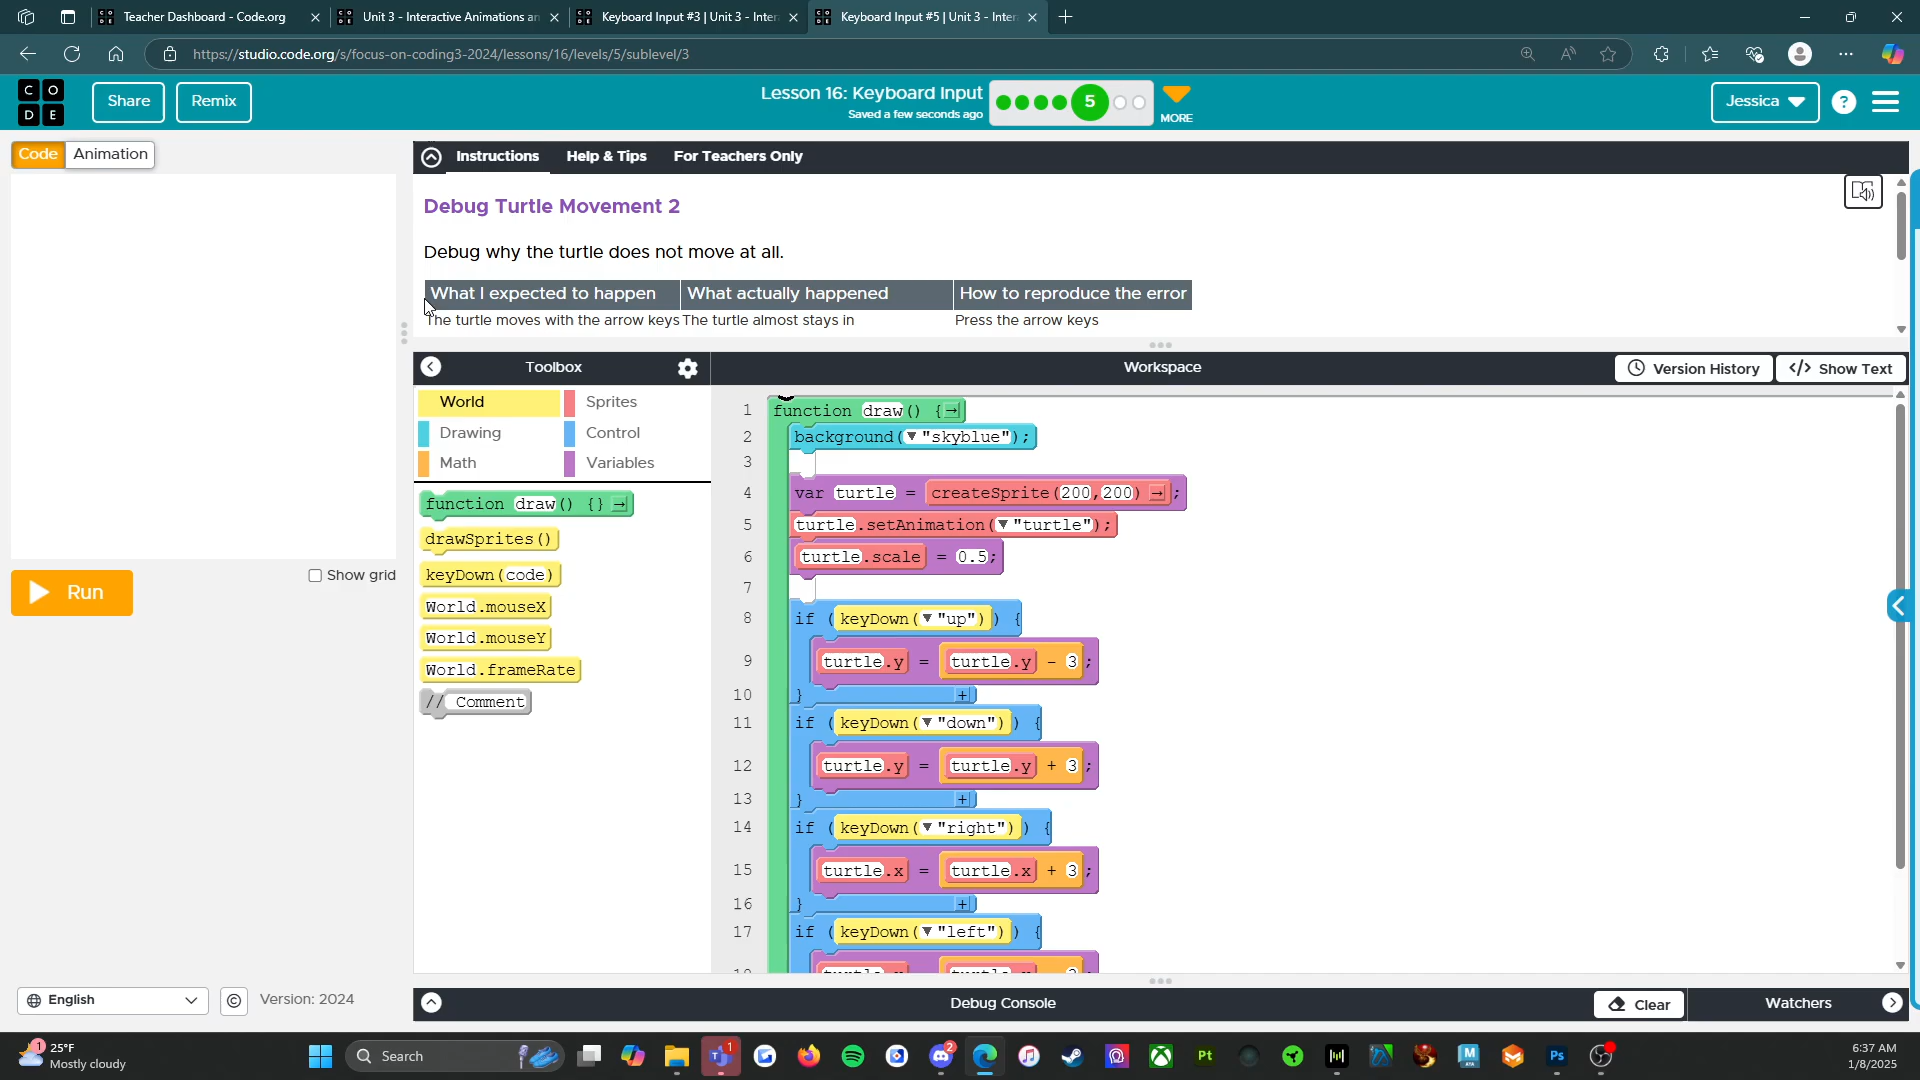 Teacher Dashboard - Code.org
Unit 3 - Interactive Animations an
Keyboard Input #3 | Unit 3 - Inter
Keyboard Input #5 | Unit 3 - Inter
https://studio.code.org/s/focus-on-coding3-2024/lessons/16/levels/5/sublevel/3
C O D E
Share
Remix
Lesson 16: Keyboard Input
Saved a few seconds ago
5
MORE
Jessica
?
Code
Animation
Instructions
Help & Tips
For Teachers Only
Debug Turtle Movement 2
Debug why the turtle does not move at all.
What I expected to happen
What actually happened
How to reproduce the error
The turtle moves with the arrow keys
The turtle almost stays in
Press the arrow keys
Toolbox
Workspace
Version History
</> Show Text
World
Sprites
Drawing
Control
Math
Variables
function draw() {}
drawSprites()
keyDown(code)
World.mouseX
World.mouseY
World.frameRate
// Comment
1 function draw() {
2 background("skyblue");
3
4 var turtle = createSprite(200,200);
5 turtle.setAnimation("turtle");
6 turtle.scale = 0.5;
7
8 if (keyDown("up")) {
9 turtle.y = turtle.y - 3;
10 }
11 if (keyDown("down")) {
12 turtle.y = turtle.y + 3;
13 }
14 if (keyDown("right")) {
15 turtle.x = turtle.x + 3;
16 }
17 if (keyDown("left")) {
Run
Show grid
English
Version: 2024
Debug Console
Clear
Watchers
1
25°F
Mostly cloudy
Search
1
2
Pt
Ps
6:37 AM
1/8/2025